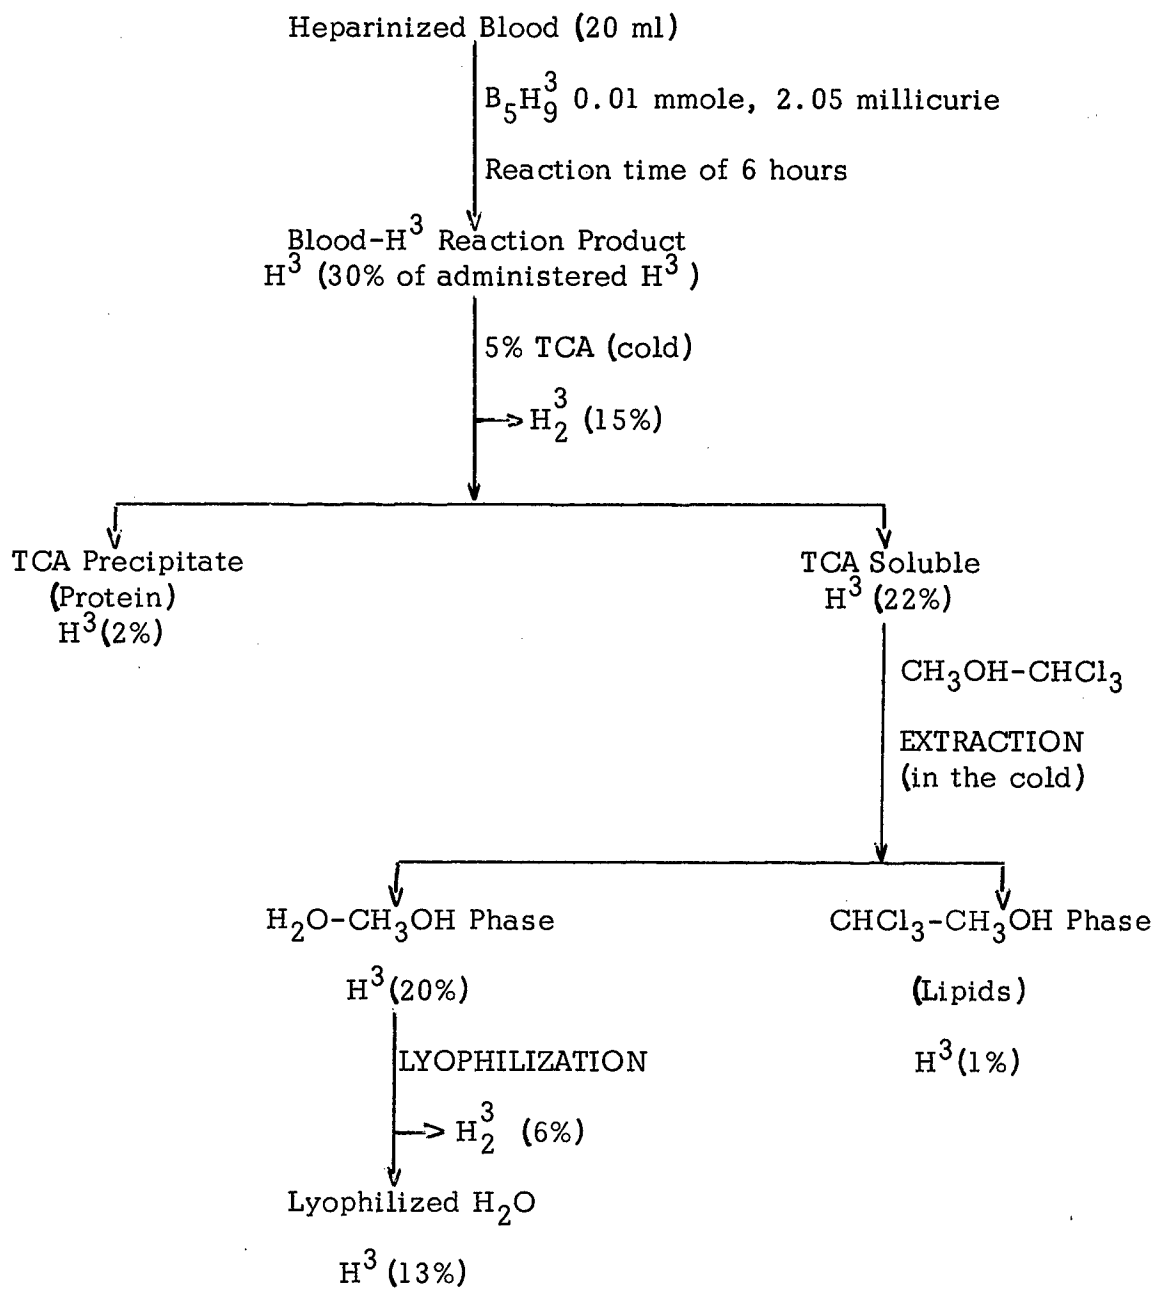 Heparinized Blood (20 ml)
B₅H₉³ 0.01 mmole, 2.05 millicurie
Reaction time of 6 hours
Blood-H³ Reaction Product
H³ (30% of administered H³ )
5% TCA (cold)
H₂³ (15%)
TCA Precipitate
(Protein)
H³(2%)
TCA Soluble
H³ (22%)
CH₃OH-CHCl₃
EXTRACTION
(in the cold)
H₂O-CH₃OH Phase
H³(20%)
CHCl₃-CH₃OH Phase
(Lipids)
H³(1%)
LYOPHILIZATION
H₂³ (6%)
Lyophilized H₂O
H³ (13%)